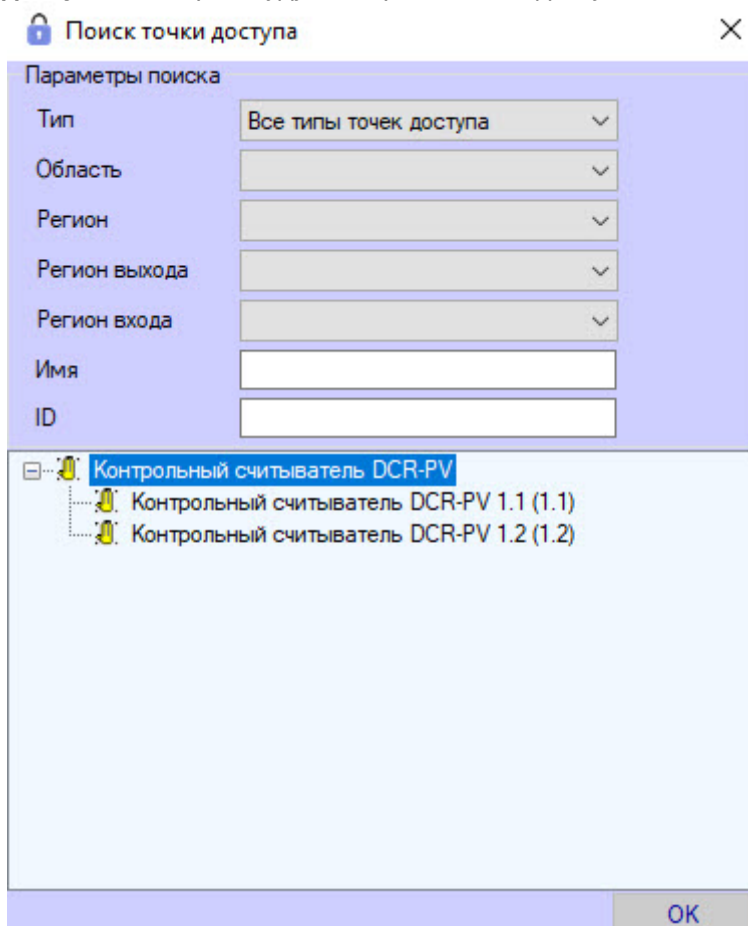 Поиск точки доступа
Параметры поиска
Тип Все типы точек доступа
Область
Регион
Регион выхода
Регион входа
Имя
ID
Контрольный считыватель DCR-PV
Контрольный считыватель DCR-PV 1.1 (1.1)
Контрольный считыватель DCR-PV 1.2 (1.2)
OK